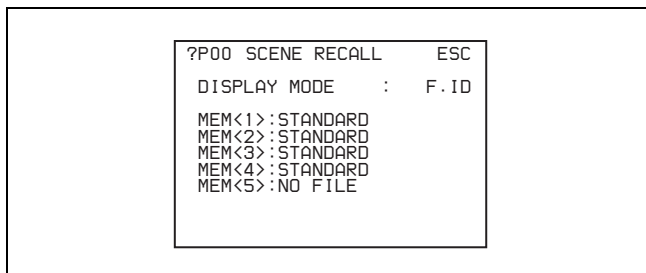 ?P00 SCENE RECALL ESC
DISPLAY MODE : F.ID
MEM<1>:STANDARD
MEM<2>:STANDARD
MEM<3>:STANDARD
MEM<4>:STANDARD
MEM<5>:NO FILE